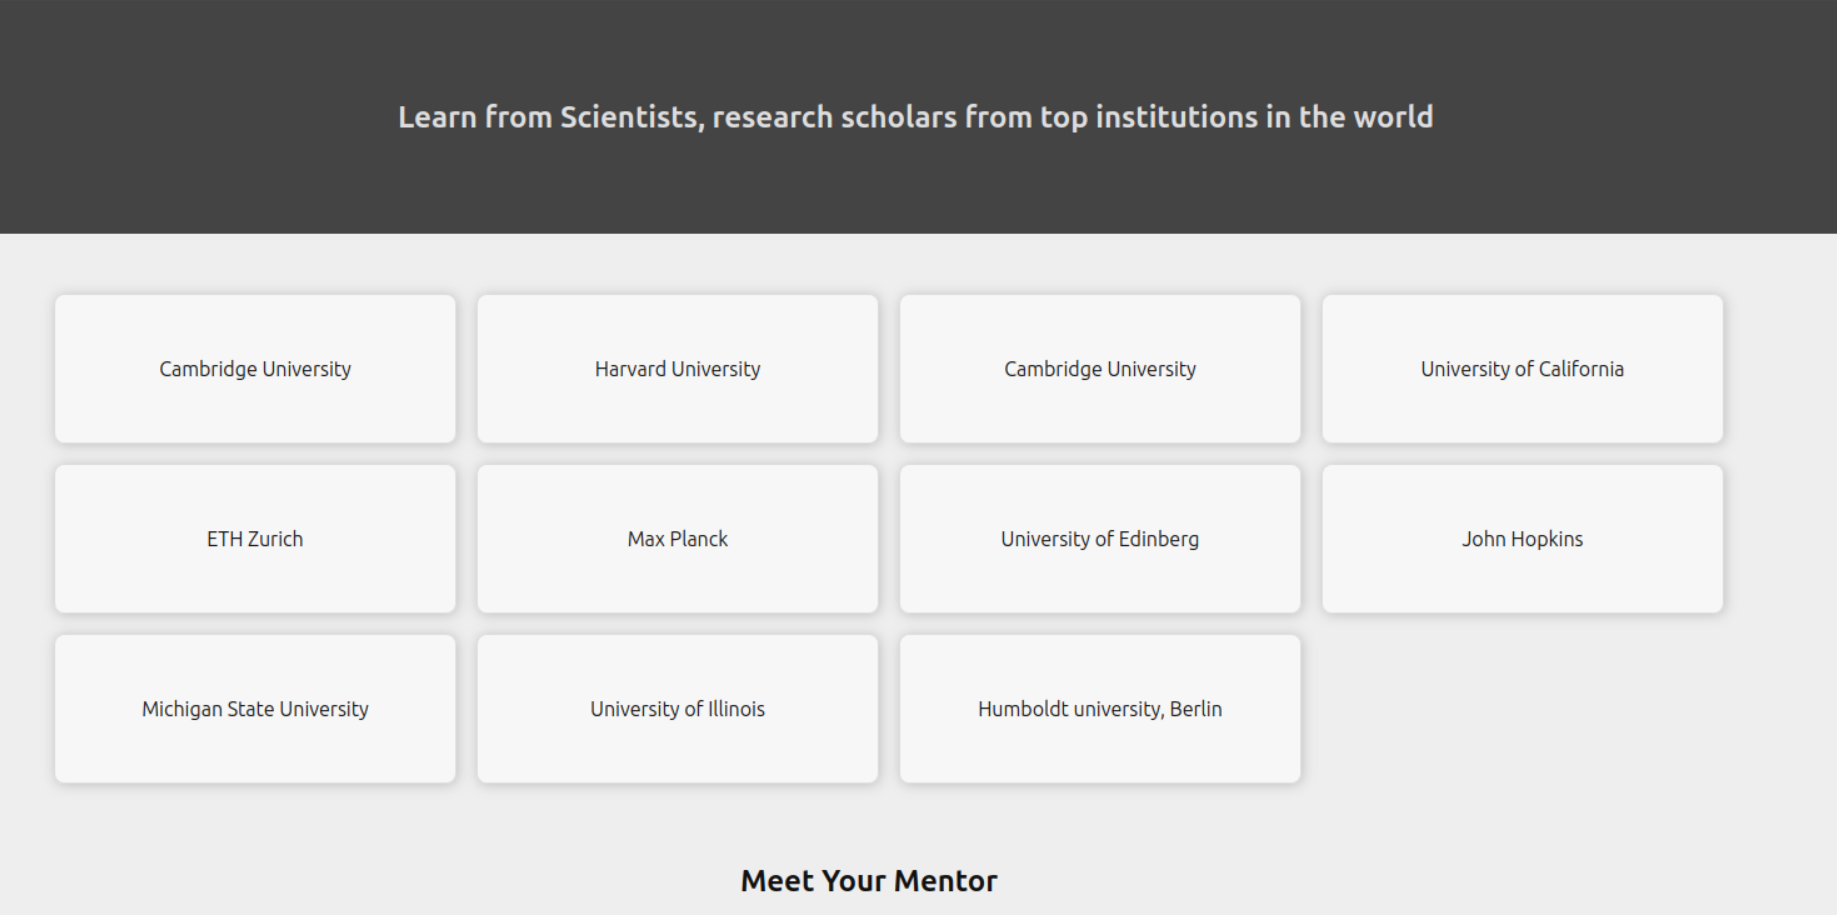 Learn from Scientists, research scholars from top institutions in the world
Cambridge University
Harvard University
Cambridge University
University of California
ETH Zurich
Max Planck
University of Edinberg
John Hopkins
Michigan State University
University of Illinois
Humboldt university, Berlin
Meet Your Mentor